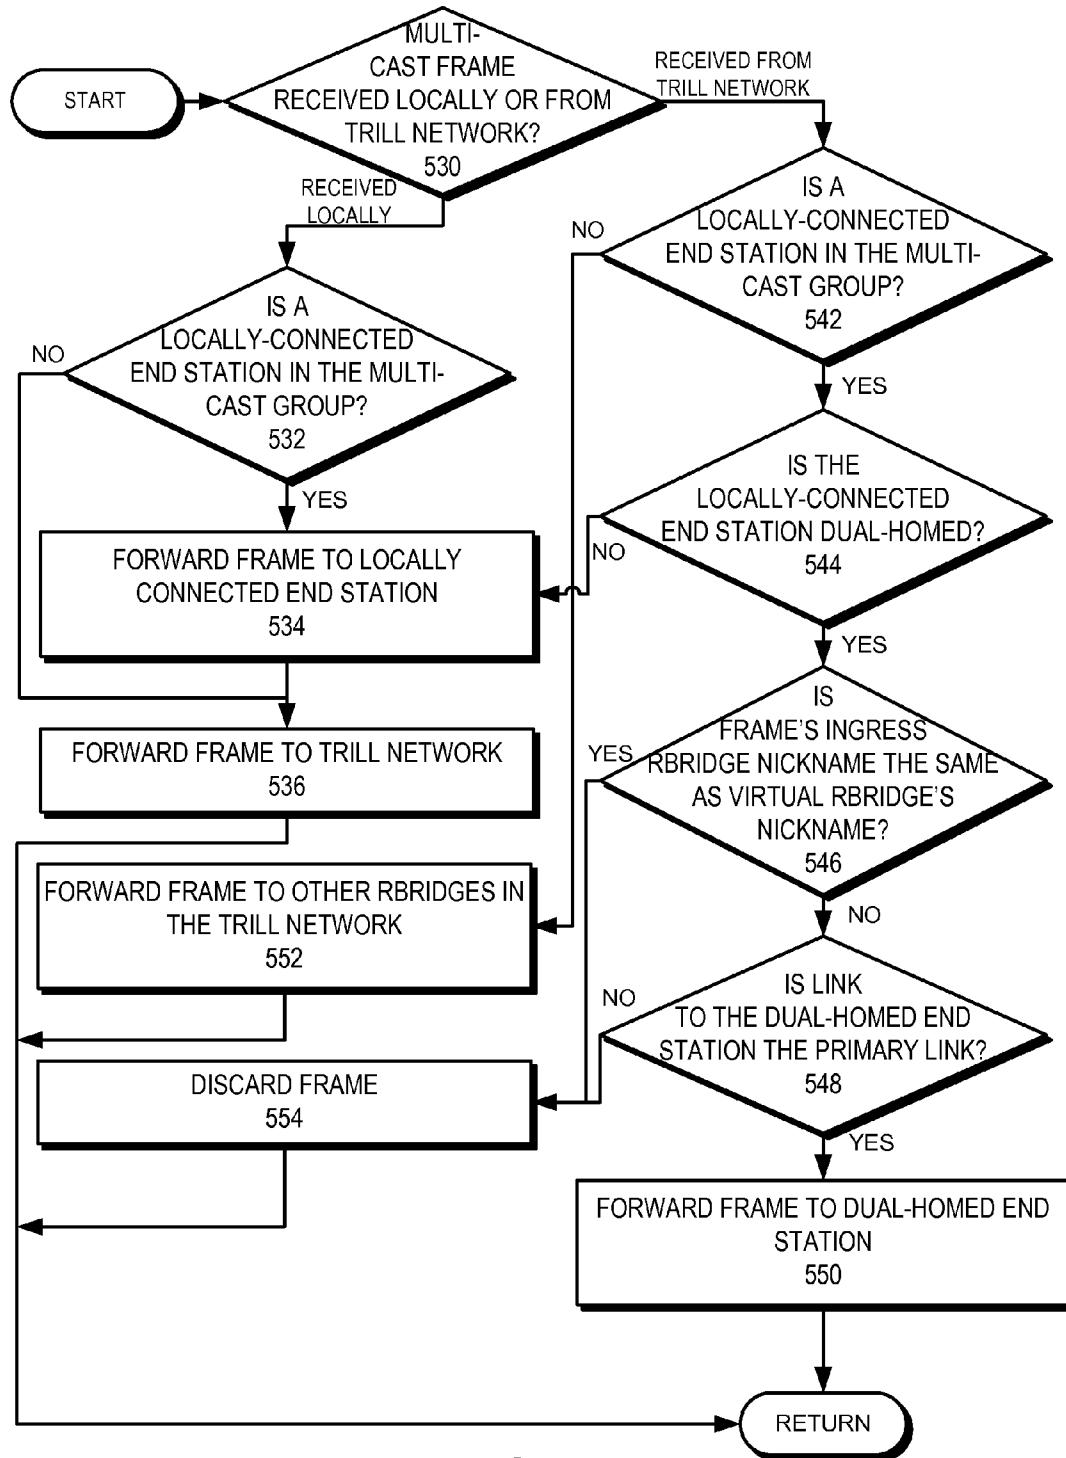 START
MULTI-
CAST FRAME
RECEIVED LOCALLY OR FROM
TRILL NETWORK?
530
RECEIVED FROM
TRILL NETWORK
RECEIVED
LOCALLY
IS A
LOCALLY-CONNECTED
END STATION IN THE MULTI-
CAST GROUP?
542
NO
YES
IS A
LOCALLY-CONNECTED
END STATION IN THE MULTI-
CAST GROUP?
532
NO
YES
IS THE
LOCALLY-CONNECTED
END STATION DUAL-HOMED?
544
NO
YES
FORWARD FRAME TO LOCALLY
CONNECTED END STATION
534
FORWARD FRAME TO TRILL NETWORK
536
IS
FRAME'S INGRESS
RBRIDGE NICKNAME THE SAME
AS VIRTUAL RBRIDGE'S
NICKNAME?
546
YES
NO
FORWARD FRAME TO OTHER RBRIDGES IN
THE TRILL NETWORK
552
IS LINK
TO THE DUAL-HOMED END
STATION THE PRIMARY LINK?
548
NO
YES
DISCARD FRAME
554
FORWARD FRAME TO DUAL-HOMED END
STATION
550
RETURN